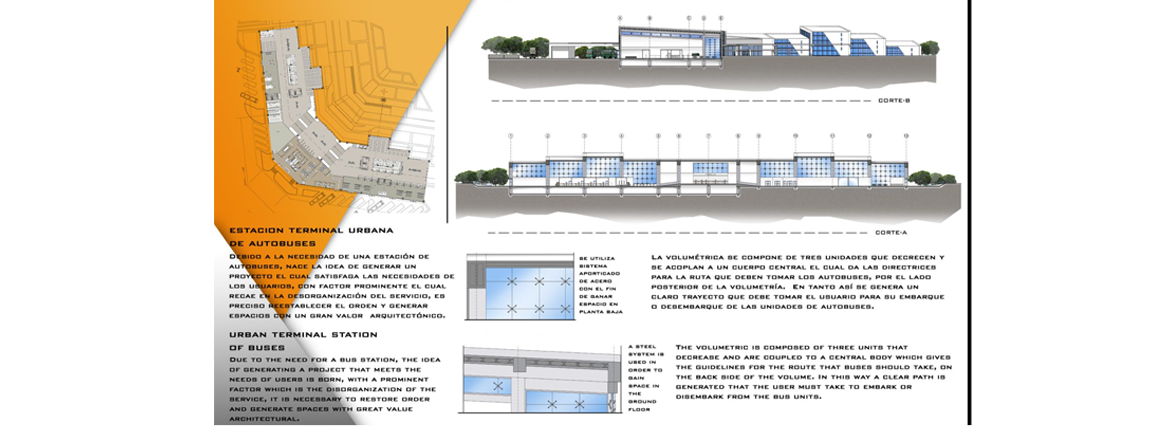 CORTE-B
CORTE-A
ESTACION TERMINAL URBANA
DE AUTOBUSES
DEBIDO A LA NECESIDAD DE UNA ESTACIÓN DE
AUTOBUSES, NACE LA IDEA DE GENERAR UN
PROYECTO EL CUAL SATISFAGA LAS NECESIDADES DE
LOS USUARIOS, CON FACTOR PROMINENTE EL CUAL
RECAE EN LA DESORGANIZACIÓN DEL SERVICIO, ES
PRECISO REESTABLECER EL ORDEN Y GENERAR
ESPACIOS CON UN GRAN VALOR ARQUITECTÓNICO.
URBAN TERMINAL STATION
OF BUSES
DUE TO THE NEED FOR A BUS STATION, THE IDEA
OF GENERATING A PROJECT THAT MEETS THE
NEEDS OF USERS IS BORN, WITH A PROMINENT
FACTOR WHICH IS THE DISORGANIZATION OF THE
SERVICE, IT IS NECESSARY TO RESTORE ORDER
AND GENERATE SPACES WITH GREAT VALUE
ARCHITECTURAL.
SE UTILIZA
SISTEMA
APORTICADO
DE ACERO
CON EL FIN
DE GANAR
ESPACIO EN
PLANTA BAJA
LA VOLUMÉTRICA SE COMPONE DE TRES UNIDADES QUE DECRECEN Y
SE ACOPLAN A UN CUERPO CENTRAL EL CUAL DA LAS DIRECTRICES
PARA LA RUTA QUE DEBEN TOMAR LOS AUTOBUSES, POR EL LADO
POSTERIOR DE LA VOLUMETRÍA. EN TANTO ASÍ SE GENERA UN
CLARO TRAYECTO QUE DEBE TOMAR EL USUARIO PARA SU EMBARQUE
O DESEMBARQUE DE LAS UNIDADES DE AUTOBUSES.
A STEEL
SYSTEM IS
USED IN
ORDER TO
GAIN
SPACE IN
THE
GROUND
FLOOR
THE VOLUMETRIC IS COMPOSED OF THREE UNITS THAT
DECREASE AND ARE COUPLED TO A CENTRAL BODY WHICH GIVES
THE GUIDELINES FOR THE ROUTE THAT BUSES SHOULD TAKE, ON
THE BACK SIDE OF THE VOLUME. IN THIS WAY A CLEAR PATH IS
GENERATED THAT THE USER MUST TAKE TO EMBARK OR
DISEMBARK FROM THE BUS UNITS.